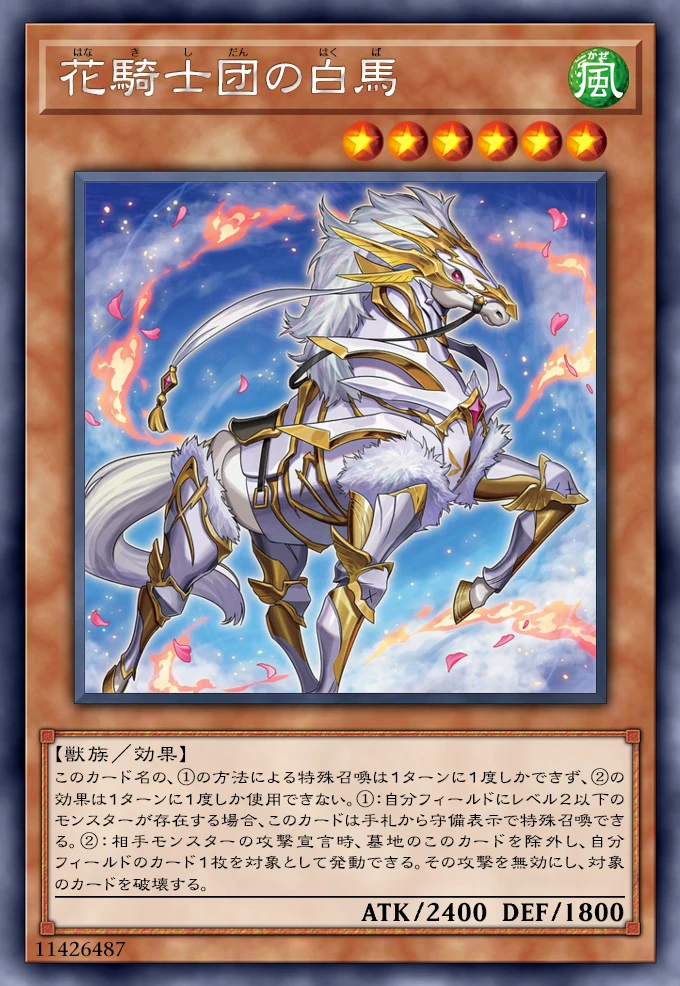 はな き し だん はく ば
花騎士団の白馬
かぜ
風
【獣族／効果】
このカード名の、①の方法による特殊召喚は１ターンに１度しかできず、②の
効果は１ターンに１度しか使用できない。①：自分フィールドにレベル２以下の
モンスターが存在する場合、このカードは手札から守備表示で特殊召喚でき
る。②：相手モンスターの攻撃宣言時、墓地のこのカードを除外し、自分
フィールドのカード１枚を対象として発動できる。その攻撃を無効にし、対象
のカードを破壊する。
ATK/2400 DEF/1800
11426487